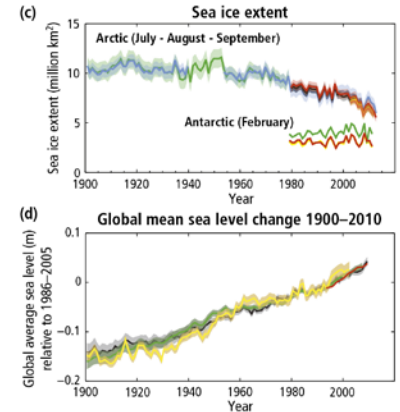 (c)
Sea ice extent
Sea ice extent (million km²)
15
10
5
0
Arctic (July - August - September)
Antarctic (February)
1900
1920
1940
1960
1980
2000
Year
(d)
Global mean sea level change 1900–2010
Global average sea level (m)
relative to 1986–2005
0.1
0
−0.1
−0.2
1900
1920
1940
1960
1980
2000
Year